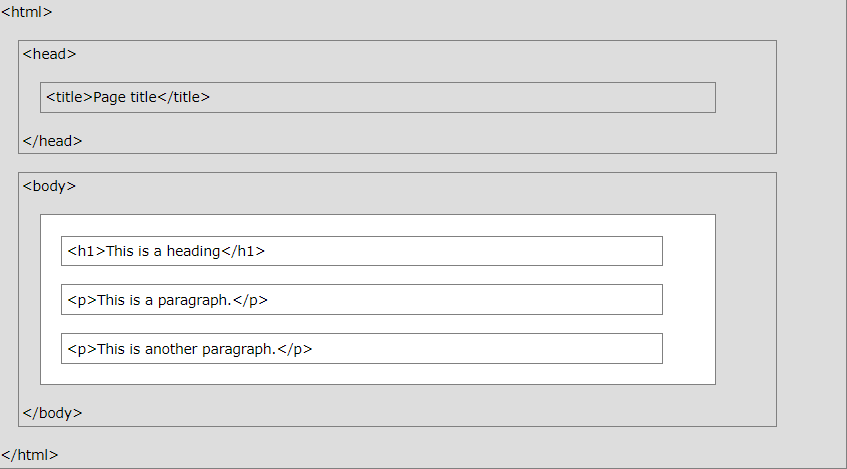 <html>
<head>
<title>Page title</title>
</head>
<body>
<h1>This is a heading</h1>
<p>This is a paragraph.</p>
<p>This is another paragraph.</p>
</body>
</html>